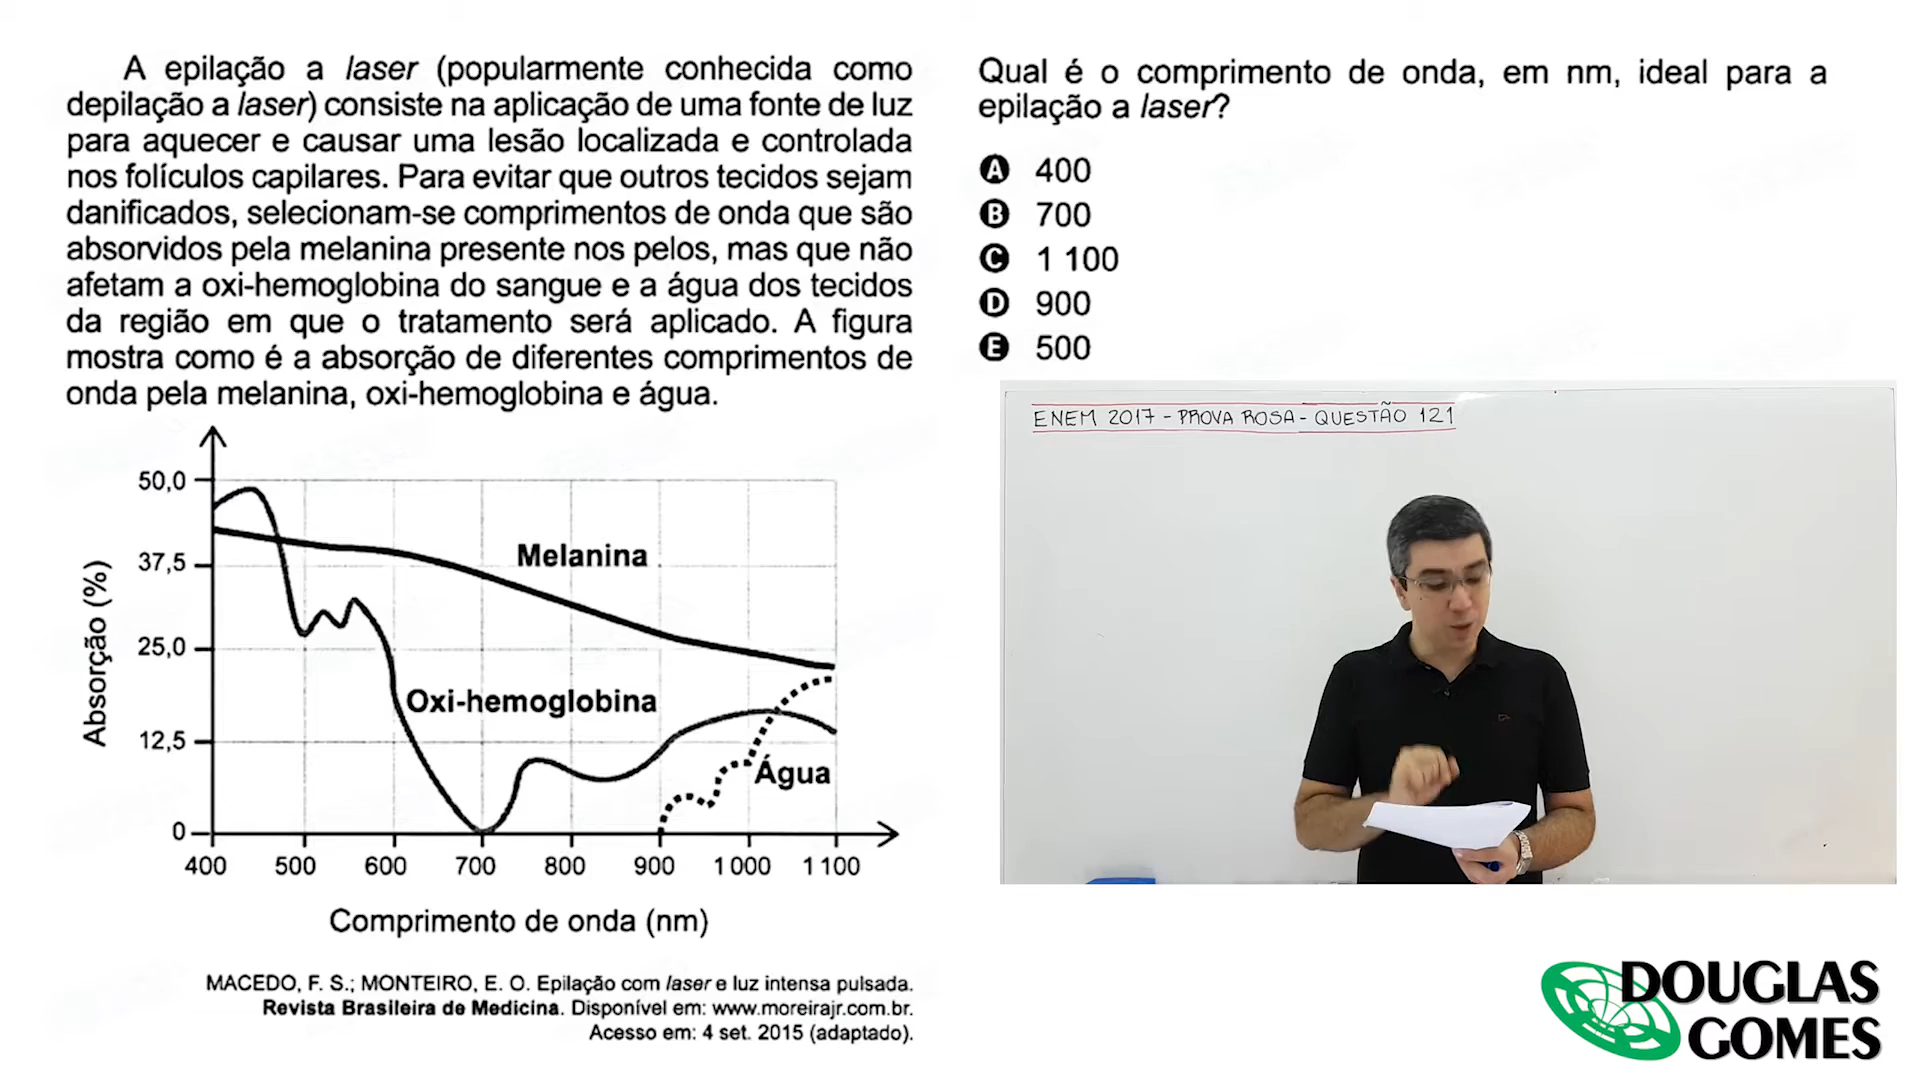 A epilação a laser (popularmente conhecida como
depilação a laser) consiste na aplicação de uma fonte de luz
para aquecer e causar uma lesão localizada e controlada
nos folículos capilares. Para evitar que outros tecidos sejam
danificados, selecionam-se comprimentos de onda que são
absorvidos pela melanina presente nos pelos, mas que não
afetam a oxi-hemoglobina do sangue e a água dos tecidos
da região em que o tratamento será aplicado. A figura
mostra como é a absorção de diferentes comprimentos de
onda pela melanina, oxi-hemoglobina e água.
Absorção (%)
50,0
37,5
25,0
12,5
0
Melanina
Oxi-hemoglobina
Água
400 500 600 700 800 900 1 000 1 100
Comprimento de onda (nm)
MACEDO, F. S.; MONTEIRO, E. O. Epilação com laser e luz intensa pulsada.
Revista Brasileira de Medicina. Disponível em: www.moreirajr.com.br.
Acesso em: 4 set. 2015 (adaptado).
Qual é o comprimento de onda, em nm, ideal para a
epilação a laser?
A 400
B 700
C 1 100
D 900
E 500
ENEM 2017 - PROVA ROSA - QUESTÃO 121
DOUGLAS
GOMES